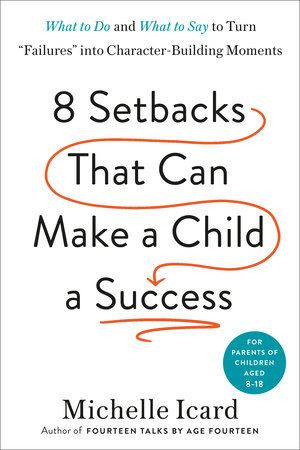 What to Do and What to Say to Turn
“Failures” into Character-Building Moments
8 Setbacks
That Can
Make a Child
a Success
FOR
PARENTS OF
CHILDREN
AGED
8-18
Michelle Icard
Author of FOURTEEN TALKS BY AGE FOURTEEN